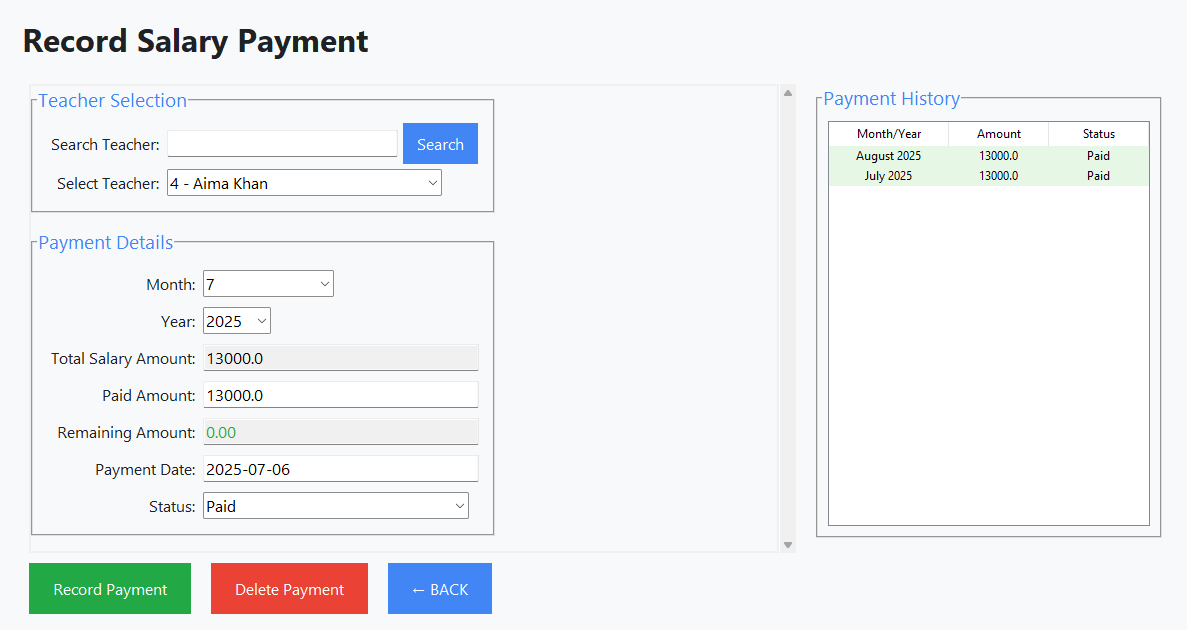 Record Salary Payment
Teacher Selection
Search Teacher:
Search
Select Teacher: 4 - Aima Khan
Payment Details
Month: 7
Year: 2025
Total Salary Amount: 13000.0
Paid Amount: 13000.0
Remaining Amount: 0.00
Payment Date: 2025-07-06
Status: Paid
Payment History
Month/Year Amount Status
August 2025 13000.0 Paid
July 2025 13000.0 Paid
Record Payment
Delete Payment
← BACK